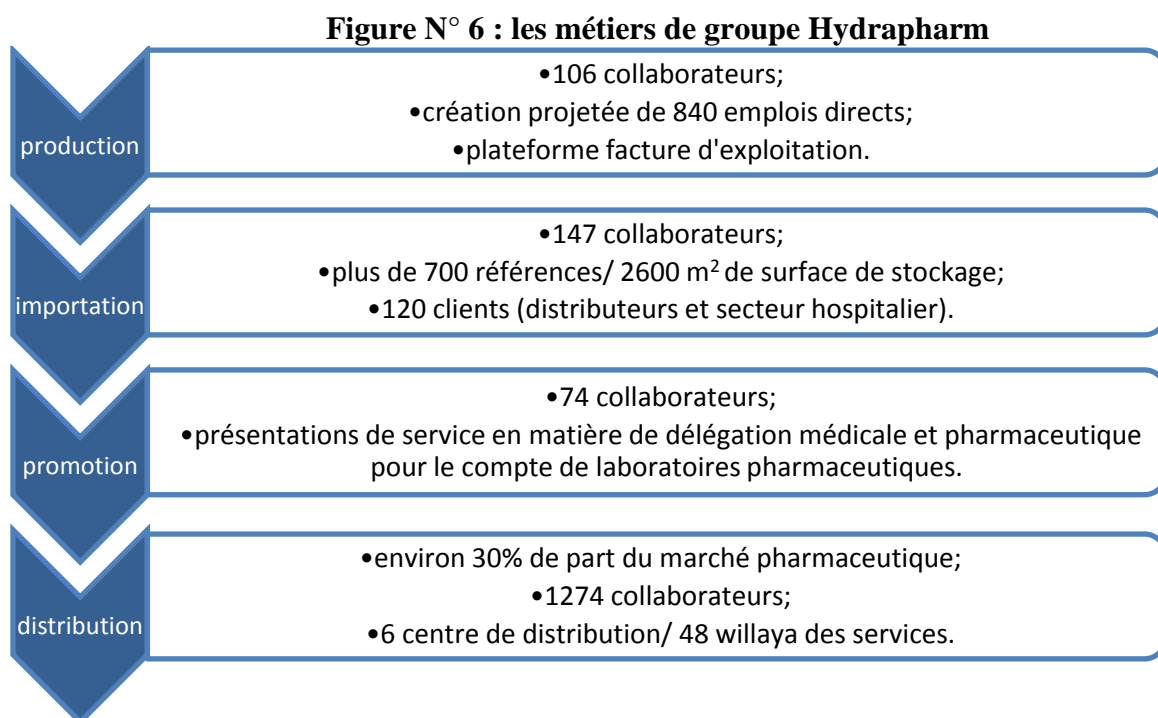 Figure N° 6 : les métiers de groupe Hydrapharm
production
•106 collaborateurs;
•création projetée de 840 emplois directs;
•plateforme facture d'exploitation.
importation
•147 collaborateurs;
•plus de 700 références/ 2600 m² de surface de stockage;
•120 clients (distributeurs et secteur hospitalier).
promotion
•74 collaborateurs;
•présentations de service en matière de délégation médicale et pharmaceutique
pour le compte de laboratoires pharmaceutiques.
distribution
•environ 30% de part du marché pharmaceutique;
•1274 collaborateurs;
•6 centre de distribution/ 48 willaya des services.